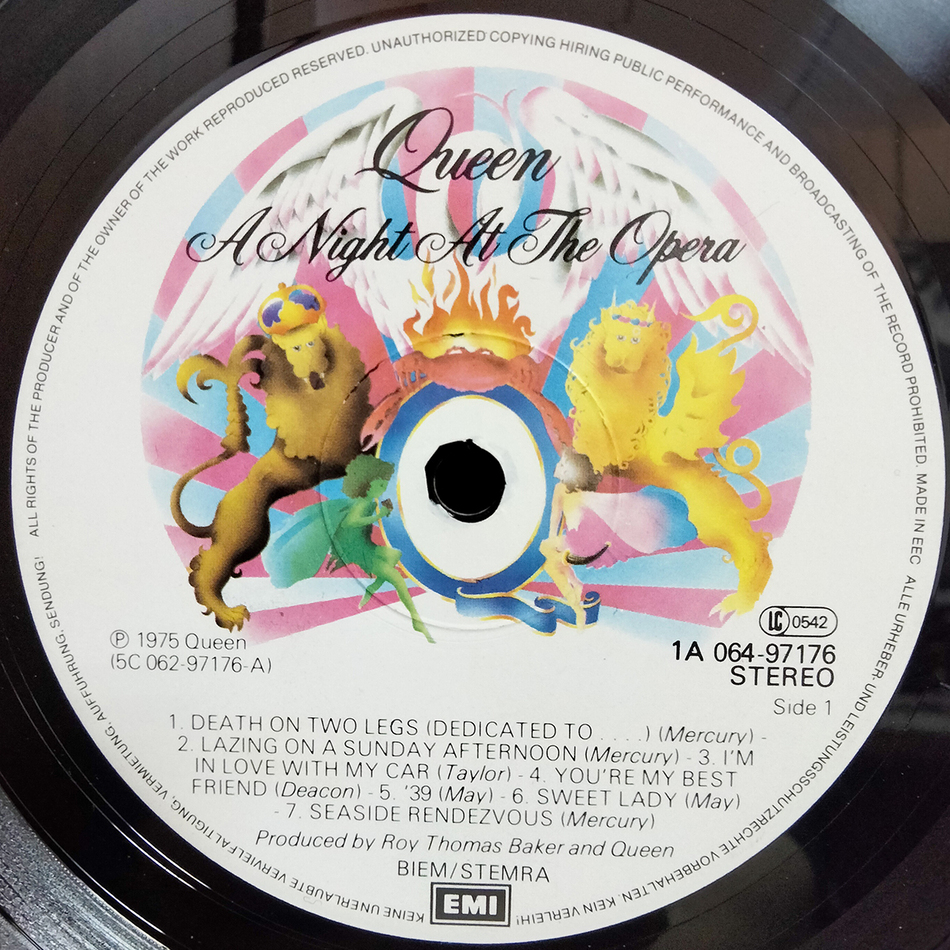 ALL RIGHTS OF THE PRODUCER AND OF THE OWNER OF THE WORK REPRODUCED RESERVED. UNAUTHORIZED COPYING HIRING PUBLIC PERFORMANCE AND BROADCASTING OF THE RECORD PROHIBITED. MADE IN EEC
Queen
A Night At The Opera
LC 0542
℗ 1975 Queen
(5C 062-97176-A)
1A 064-97176
STEREO
Side 1
1. DEATH ON TWO LEGS (DEDICATED TO . . . .) (Mercury) -
2. LAZING ON A SUNDAY AFTERNOON (Mercury) - 3. I'M
IN LOVE WITH MY CAR (Taylor) - 4. YOU'RE MY BEST
FRIEND (Deacon) - 5. '39 (May) - 6. SWEET LADY (May)
- 7. SEASIDE RENDEZVOUS (Mercury)
Produced by Roy Thomas Baker and Queen
BIEM/STEMRA
EMI
ALLE URHEBER- UND LEISTUNGSSCHUTZRECHTE VORBEHALTEN. KEIN VERLEIH! KEINE UNERLAUBTE VERVIELFÄLTIGUNG, VERMIETUNG, AUFFÜHRUNG, SENDUNG!